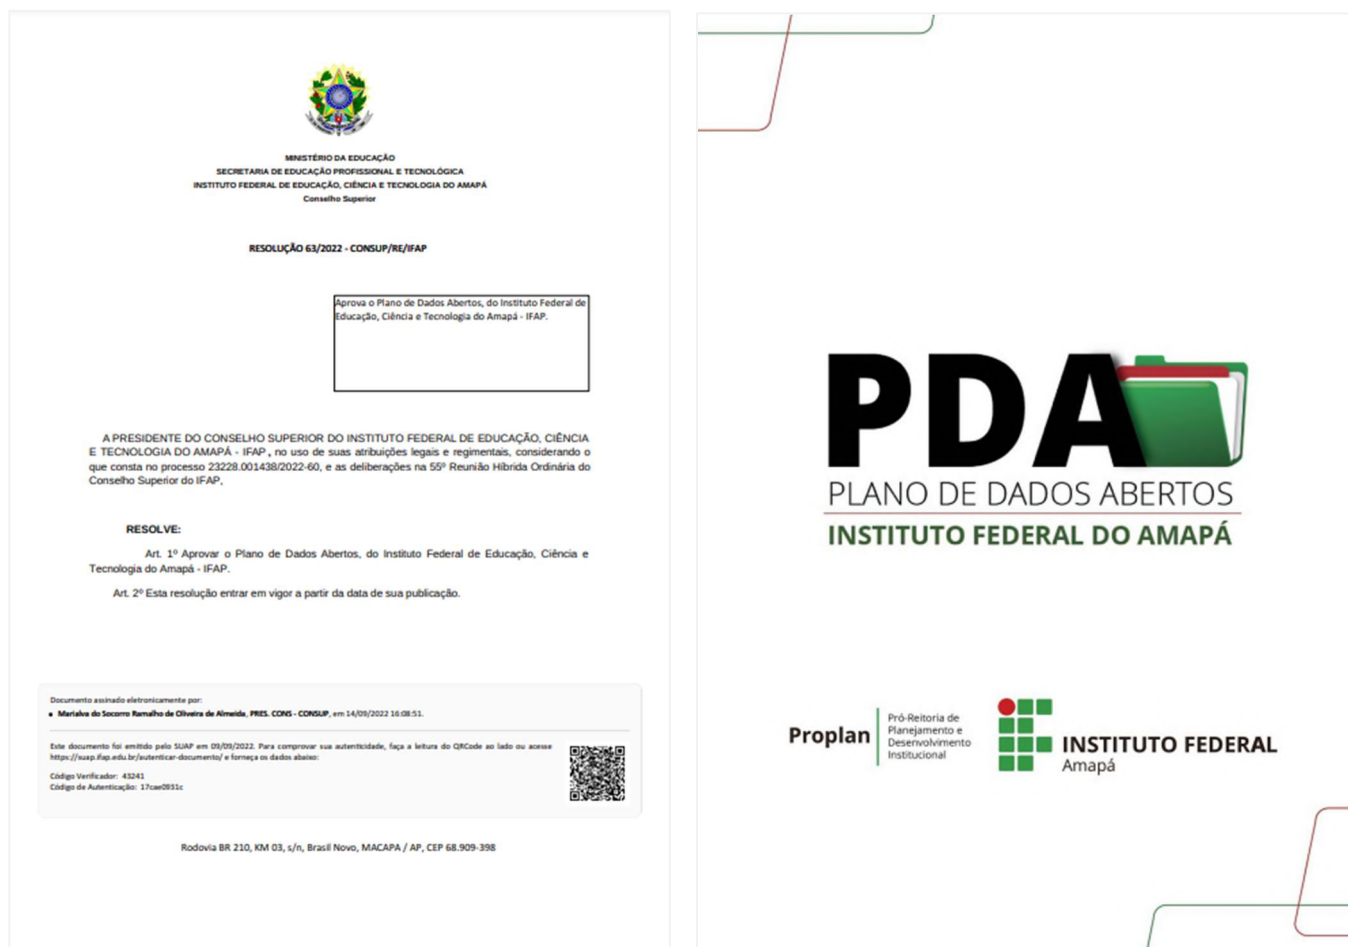 MINISTÉRIO DA EDUCAÇÃO
SECRETARIA DE EDUCAÇÃO PROFISSIONAL E TECNOLÓGICA
INSTITUTO FEDERAL DE EDUCAÇÃO, CIÊNCIA E TECNOLOGIA DO AMAPÁ
Conselho Superior
RESOLUÇÃO 63/2022 - CONSUP/RE/IFAP
Aprova o Plano de Dados Abertos, do Instituto Federal de
Educação, Ciência e Tecnologia do Amapá - IFAP.
A PRESIDENTE DO CONSELHO SUPERIOR DO INSTITUTO FEDERAL DE EDUCAÇÃO, CIÊNCIA
E TECNOLOGIA DO AMAPÁ - IFAP, no uso de suas atribuições legais e regimentais, considerando o
que consta no processo 23228.001438/2022-60, e as deliberações na 55º Reunião Híbrida Ordinária do
Conselho Superior do IFAP,
RESOLVE:
Art. 1º Aprovar o Plano de Dados Abertos, do Instituto Federal de Educação, Ciência e
Tecnologia do Amapá - IFAP.
Art. 2º Esta resolução entrar em vigor a partir da data de sua publicação.
Documento assinado eletronicamente por:
▪ Marialva do Socorro Ramalho de Oliveira de Almeida, PRES. CONS - CONSUP, em 14/09/2022 16:08:51.
Este documento foi emitido pelo SUAP em 09/09/2022. Para comprovar sua autenticidade, faça a leitura do QRCode ao lado ou acesse
https://suap.ifap.edu.br/autenticar-documento/ e forneça os dados abaixo:
Código Verificador: 43241
Código de Autenticação: 17cae0931c
Rodovia BR 210, KM 03, s/n, Brasil Novo, MACAPA / AP, CEP 68.909-398
PDA
PLANO DE DADOS ABERTOS
INSTITUTO FEDERAL DO AMAPÁ
Proplan
Pró-Reitoria de
Planejamento e
Desenvolvimento
Institucional
INSTITUTO FEDERAL
Amapá